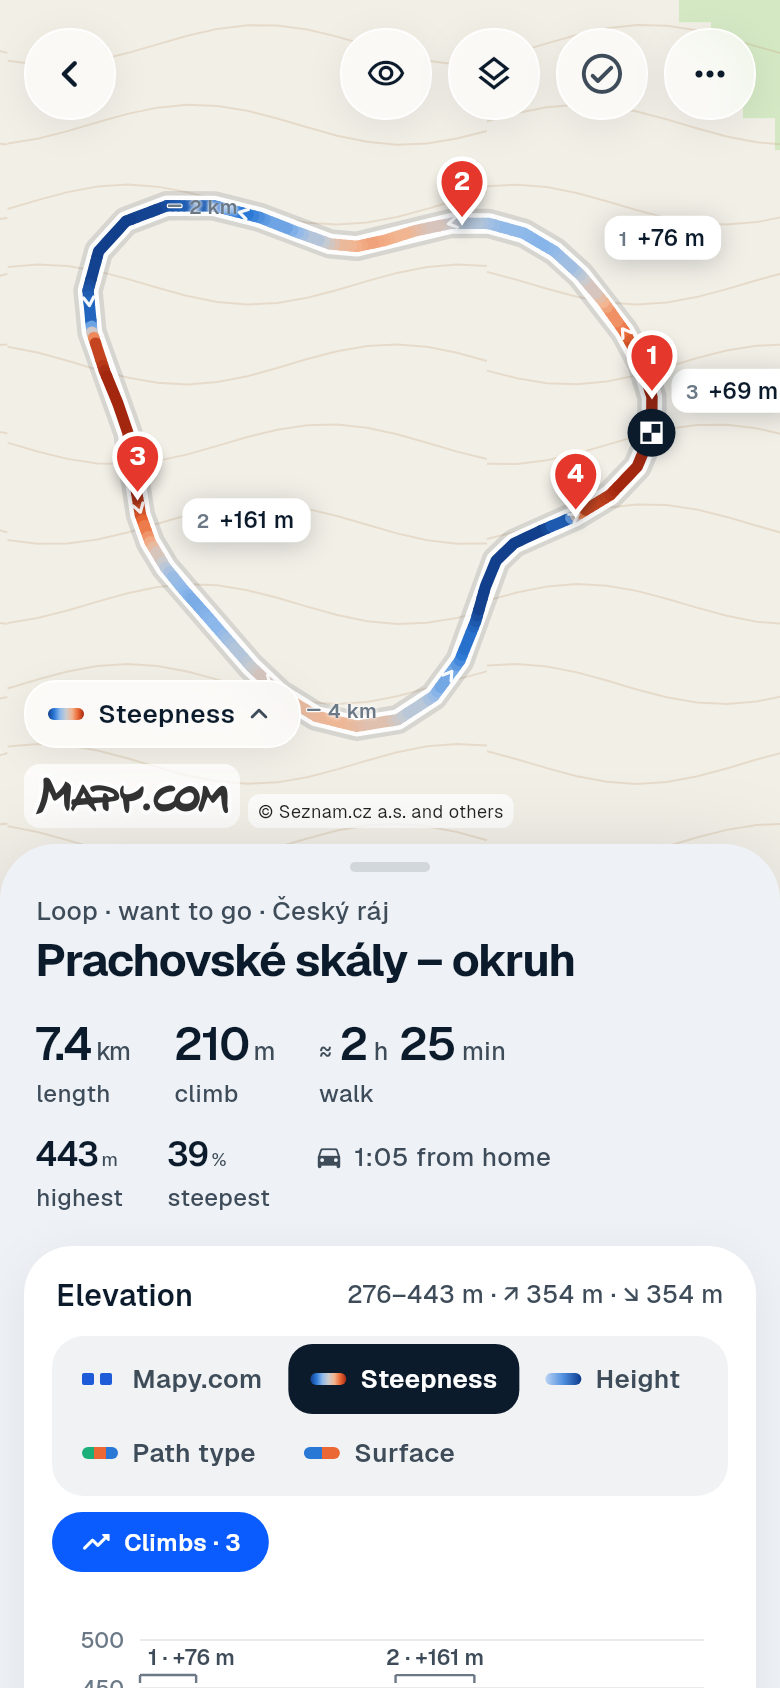 2
1 +76 m
— 2 km
1
3 +69 m
3
4
2 +161 m
Steepness
— 4 km
MAPY.COM
© Seznam.cz a.s. and others
Loop · want to go · Český ráj
Prachovské skály – okruh
7.4 km 210 m ≈ 2 h 25 min
length climb walk
443 m 39 % 1:05 from home
highest steepest
Elevation 276–443 m · ↗ 354 m · ↘ 354 m
Mapy.com Steepness Height
Path type Surface
Climbs · 3
500
1 · +76 m 2 · +161 m
450